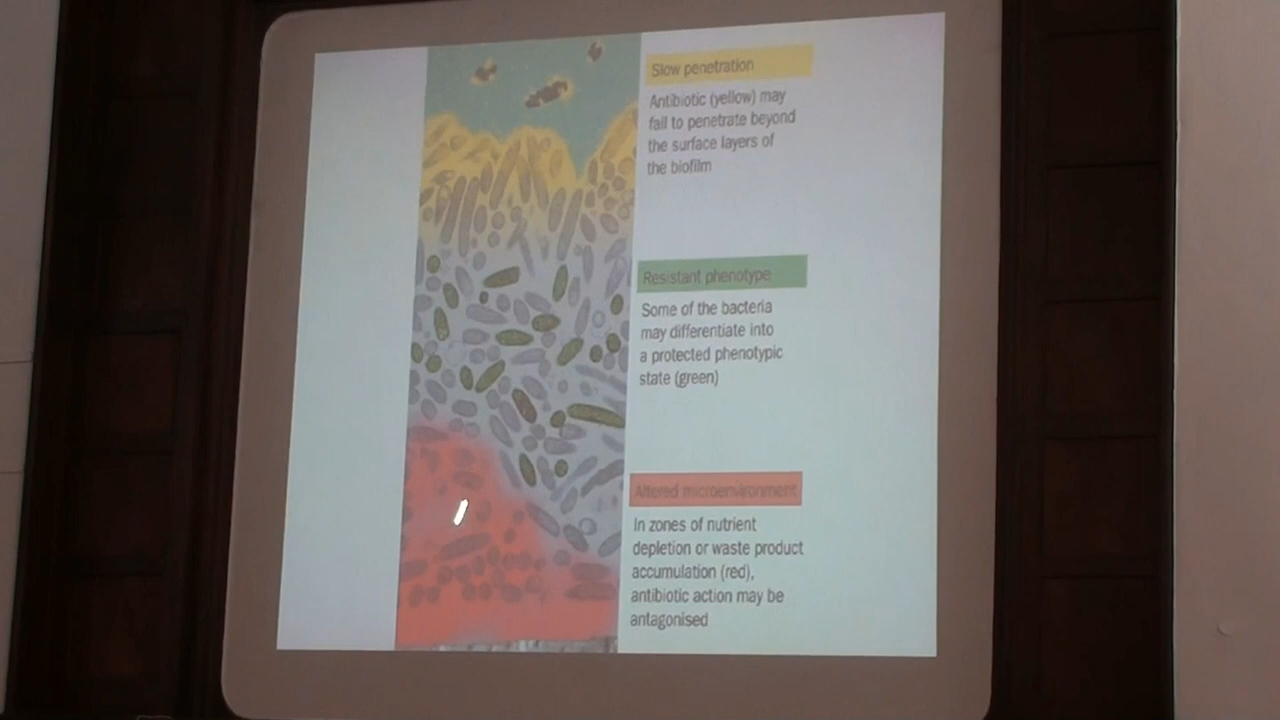 Slow penetration
Antibiotic (yellow) may
fail to penetrate beyond
the surface layers of
the biofilm
Resistant phenotype
Some of the bacteria
may differentiate into
a protected phenotypic
state (green)
Altered microenvironment
In zones of nutrient
depletion or waste product
accumulation (red),
antibiotic action may be
antagonised